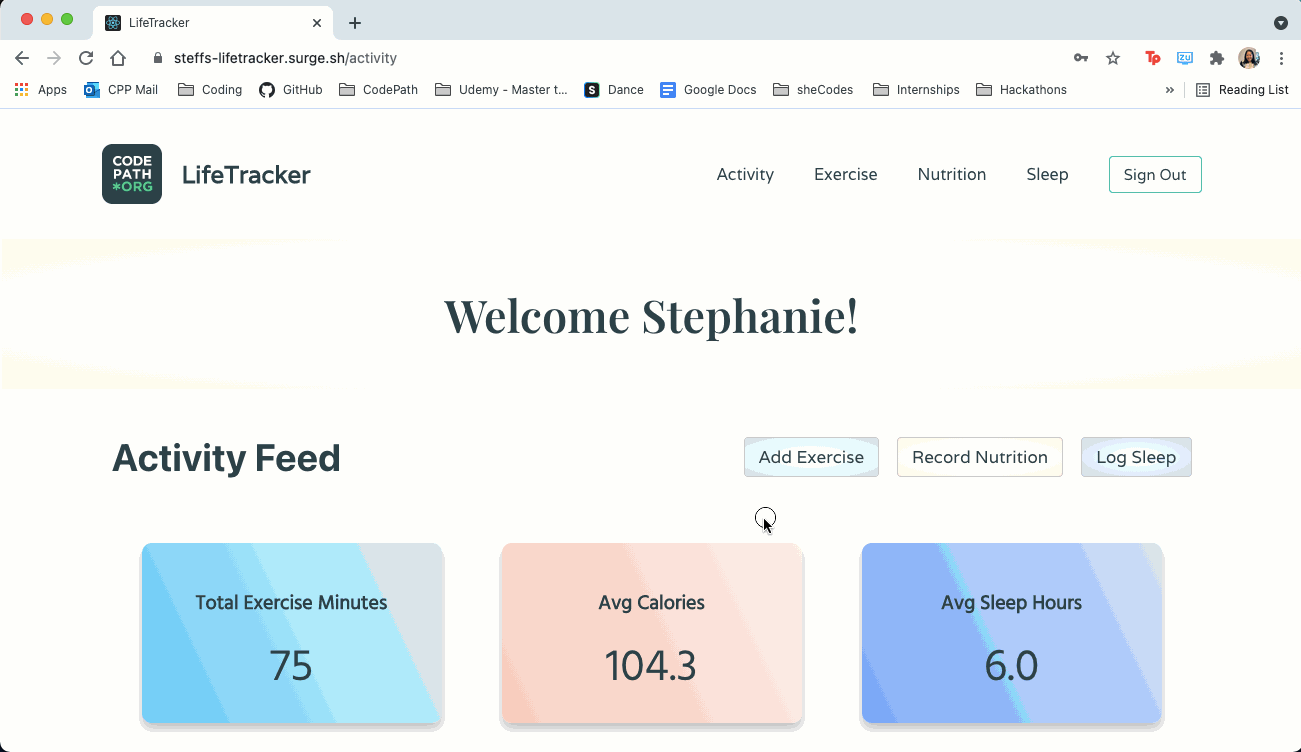 LifeTracker
steffs-lifetracker.surge.sh/activity
Tp
ZU
Apps
CPP Mail
Coding
GitHub
CodePath
Udemy - Master t...
S
Dance
Google Docs
sheCodes
Internships
Hackathons
»
Reading List
CODE
PATH
*ORG
LifeTracker
Activity
Exercise
Nutrition
Sleep
Sign Out
Welcome Stephanie!
Activity Feed
Add Exercise
Record Nutrition
Log Sleep
Total Exercise Minutes
75
Avg Calories
104.3
Avg Sleep Hours
6.0